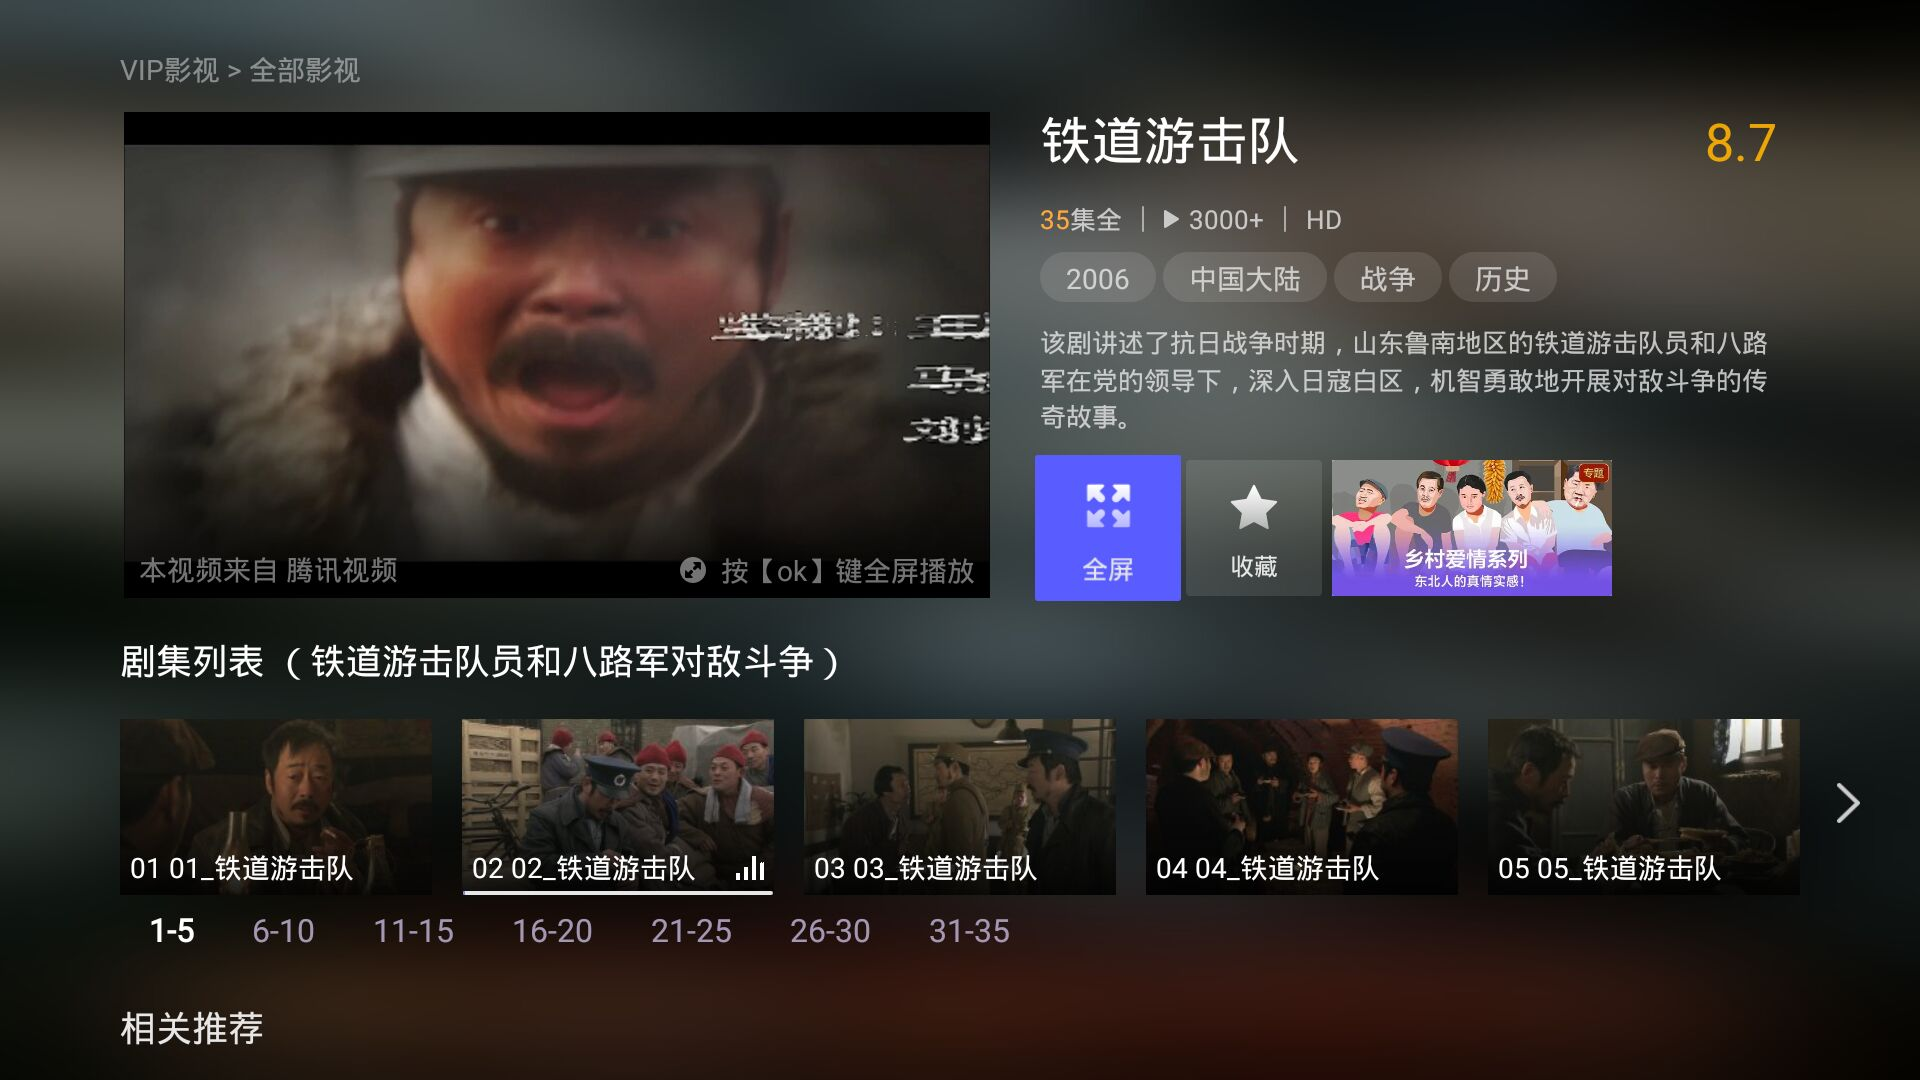 VIP影视 > 全部影视
铁道游击队
8.7
35集全 | 3000+ | HD
2006 中国大陆 战争 历史
该剧讲述了抗日战争时期，山东鲁南地区的铁道游击队员和八路
军在党的领导下，深入日寇白区，机智勇敢地开展对敌斗争的传
奇故事。
本视频来自 腾讯视频
按【ok】键全屏播放
全屏
收藏
专题
乡村爱情系列
东北人的真情实感！
剧集列表 （铁道游击队员和八路军对敌斗争）
01 01_铁道游击队
02 02_铁道游击队
03 03_铁道游击队
04 04_铁道游击队
05 05_铁道游击队
1-5 6-10 11-15 16-20 21-25 26-30 31-35
相关推荐